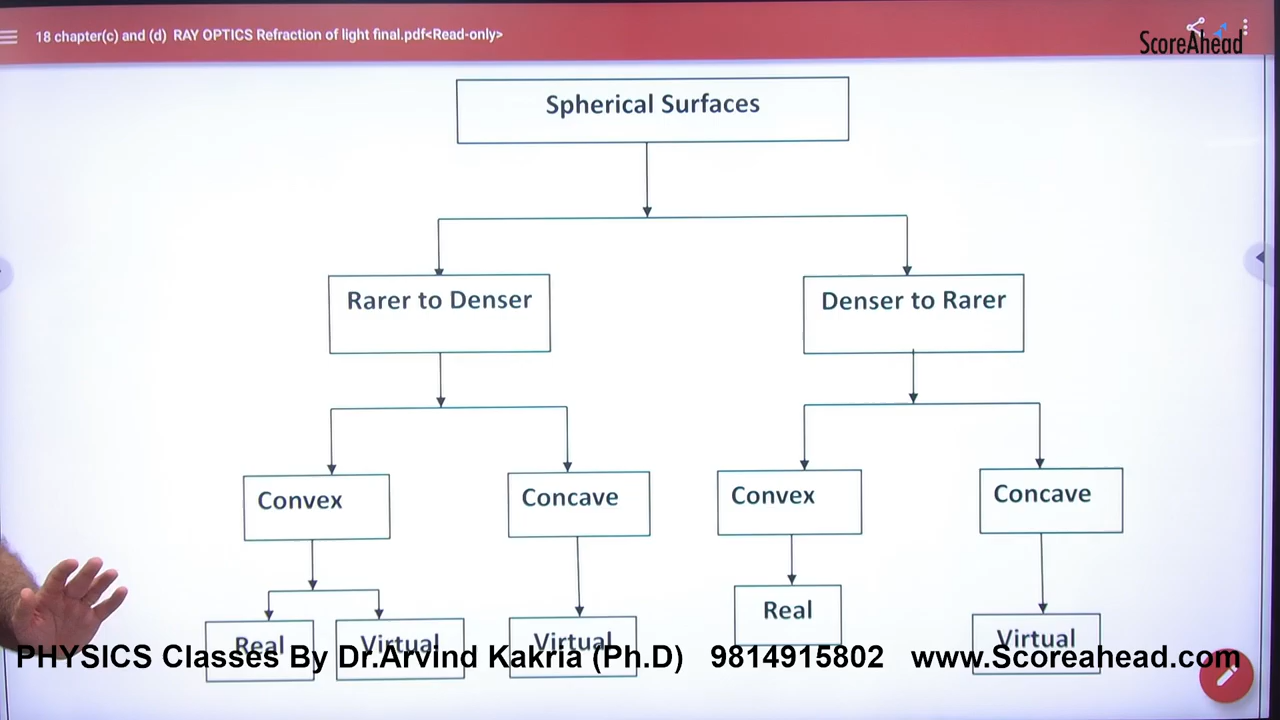 18 chapter(c) and (d) RAY OPTICS Refraction of light final.pdf<Read-only>
ScoreAhead
Spherical Surfaces
Rarer to Denser
Denser to Rarer
Convex
Concave
Convex
Concave
Real
Virtual
Virtual
Real
Virtual
PHYSICS Classes By Dr.Arvind Kakria (Ph.D) 9814915802 www.Scoreahead.com